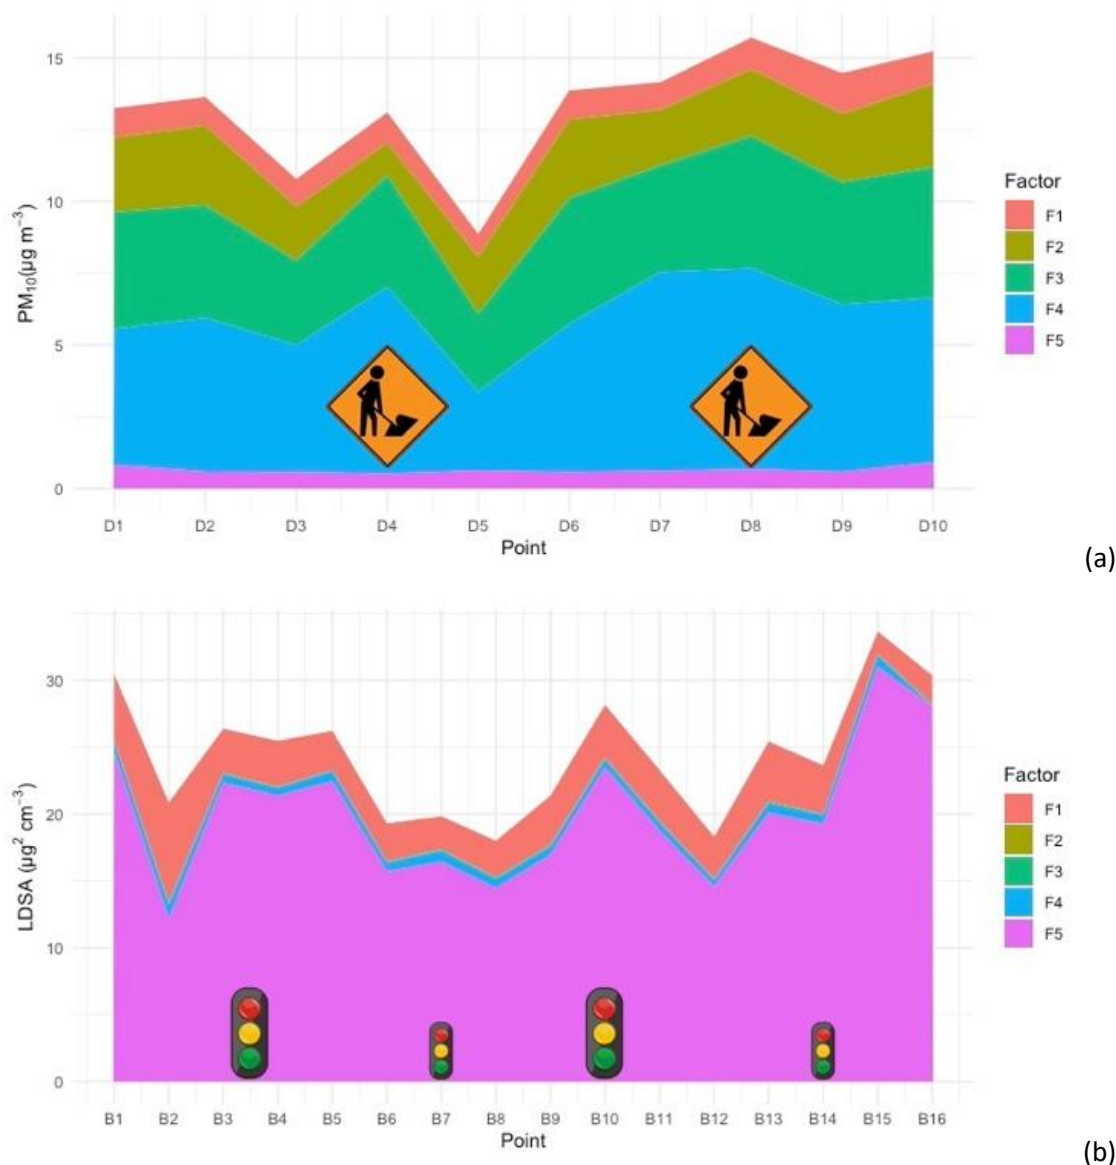 15
10
5
0
PM₁₀(µg m⁻³)
D1 D2 D3 D4 D5 D6 D7 D8 D9 D10
Point
Factor
F1
F2
F3
F4
F5
(a)
30
20
10
0
LDSA (µg² cm⁻³)
B1 B2 B3 B4 B5 B6 B7 B8 B9 B10 B11 B12 B13 B14 B15 B16
Point
Factor
F1
F2
F3
F4
F5
(b)